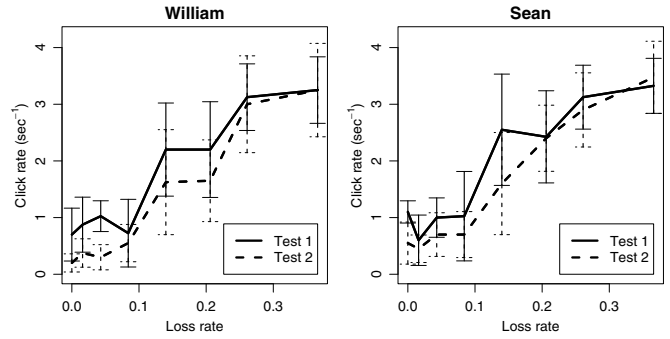 William
Click rate (sec⁻¹)
4
3
2
1
0
Test 1
Test 2
0.0 0.1 0.2 0.3
Loss rate
Sean
Click rate (sec⁻¹)
4
3
2
1
0
Test 1
Test 2
0.0 0.1 0.2 0.3
Loss rate